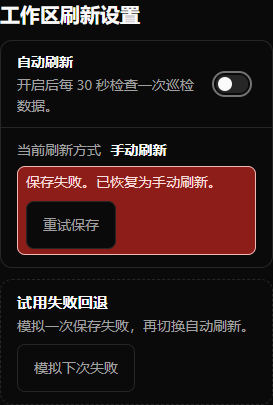 工作区刷新设置
自动刷新
开启后每 30 秒检查一次巡检
数据。
当前刷新方式 手动刷新
保存失败。已恢复为手动刷新。
重试保存
试用失败回退
模拟一次保存失败，再切换自动刷新。
模拟下次失败